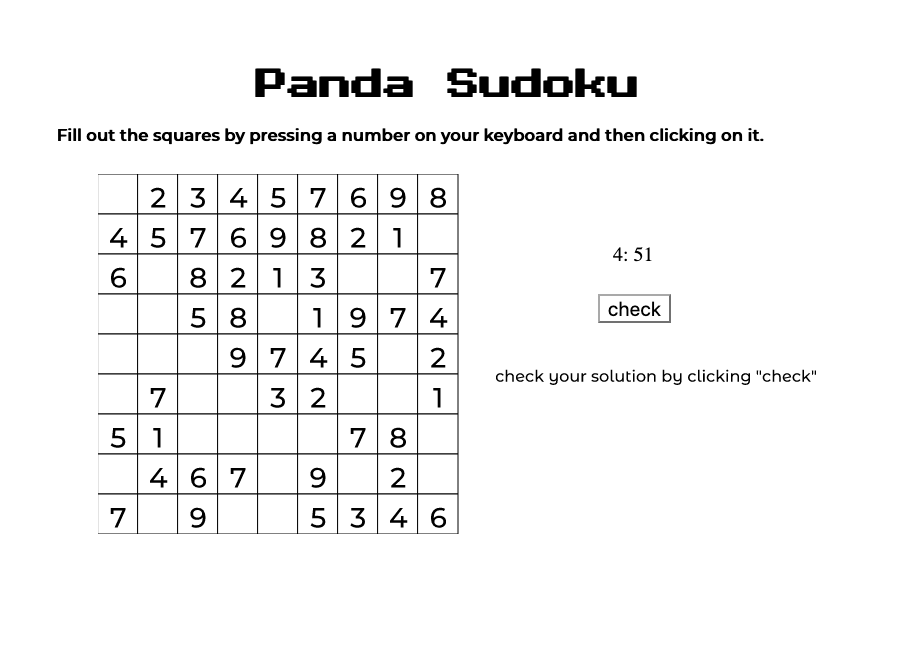 Panda Sudoku
Fill out the squares by pressing a number on your keyboard and then clicking on it.
2 3 4 5 7 6 9 8
4 5 7 6 9 8 2 1
6 8 2 1 3 7
5 8 1 9 7 4
9 7 4 5 2
7 3 2 1
5 1 7 8
4 6 7 9 2
7 9 5 3 4 6
4: 51
check
check your solution by clicking "check"